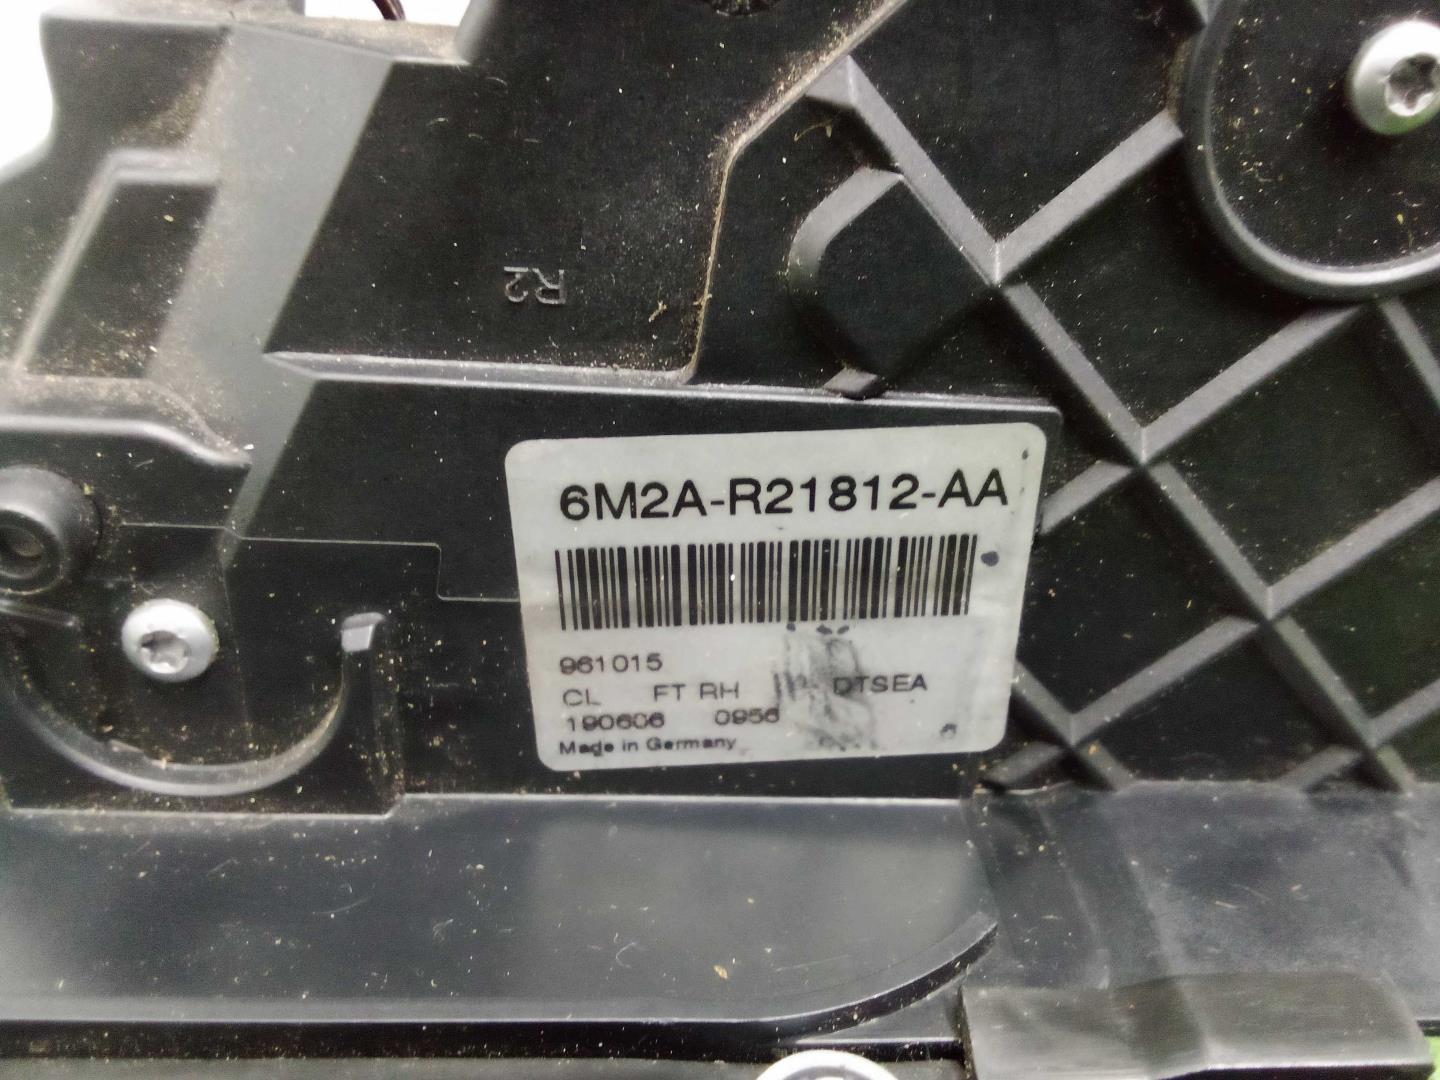 R2
6M2A-R21812-AA
961015
CL FT RH DTSEA
190606 0956
Made in Germany